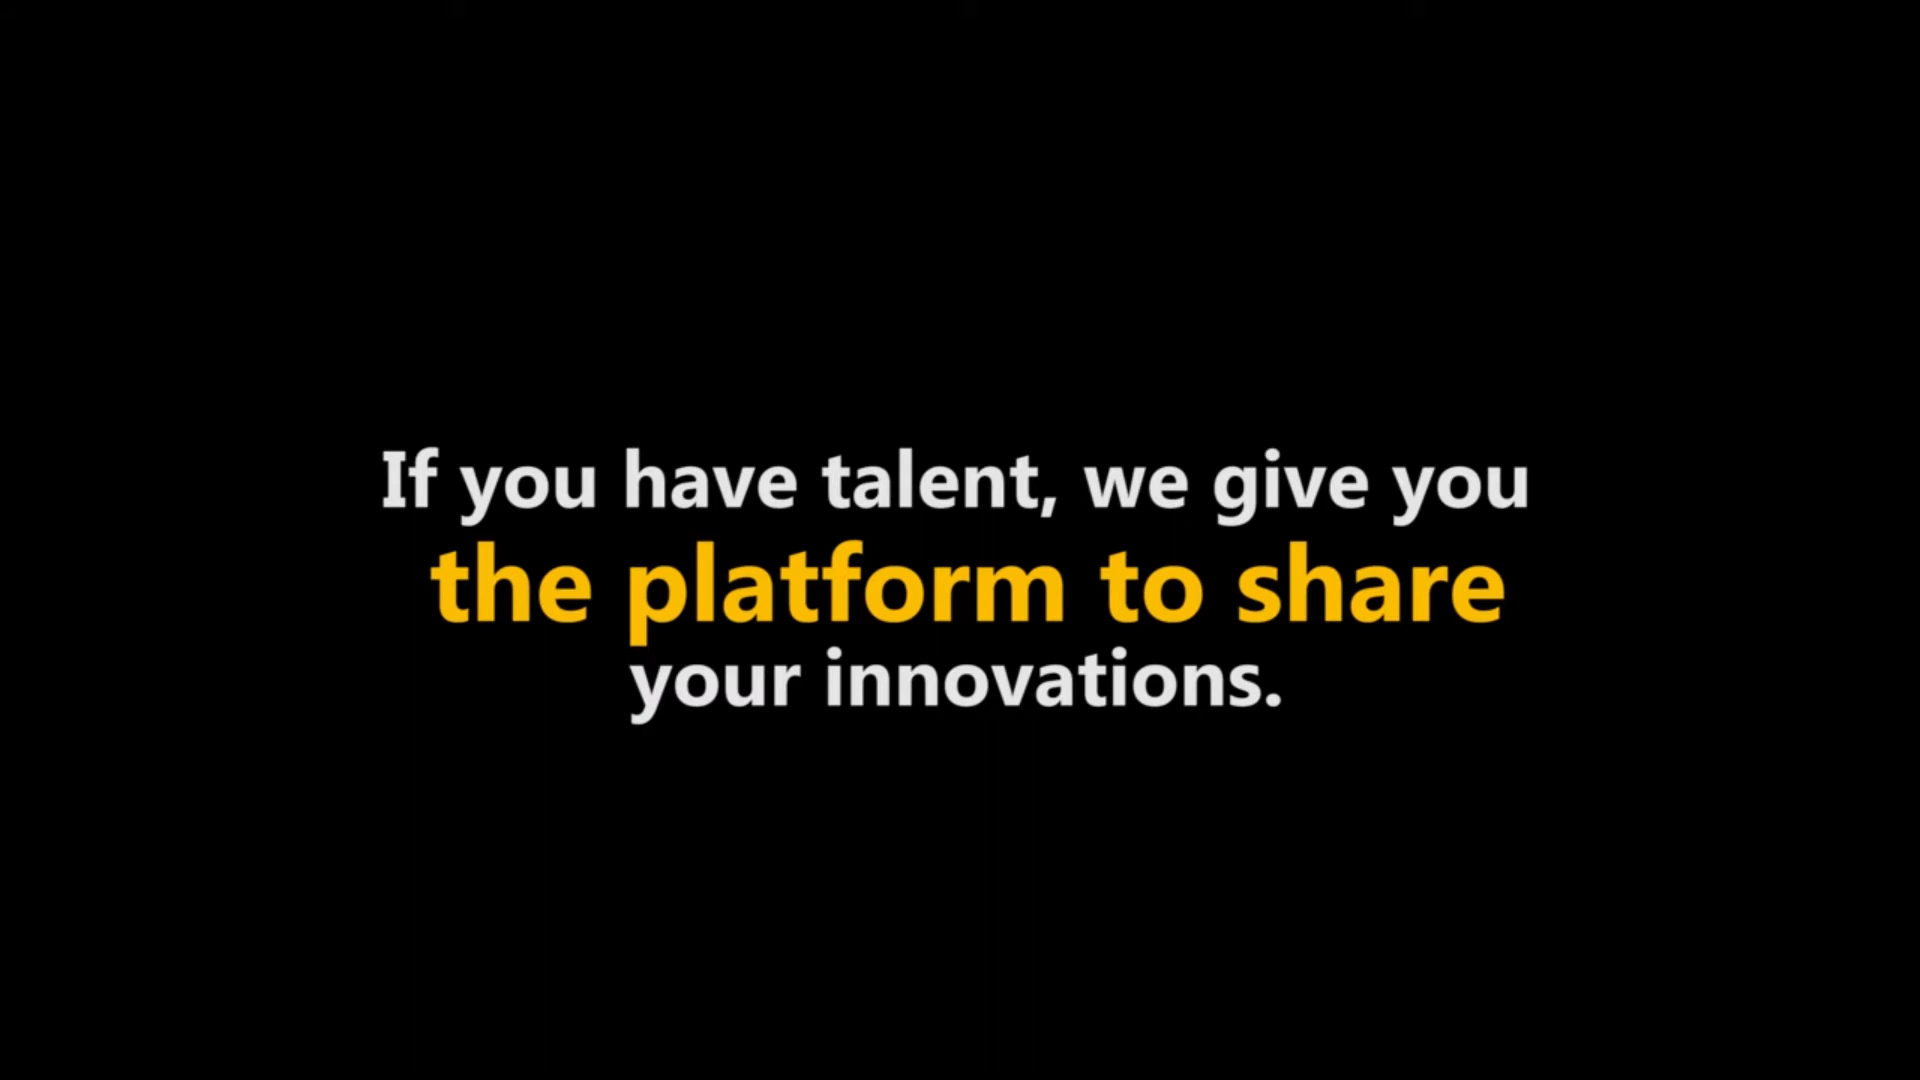 If you have talent, we give you
the platform to share
your innovations.